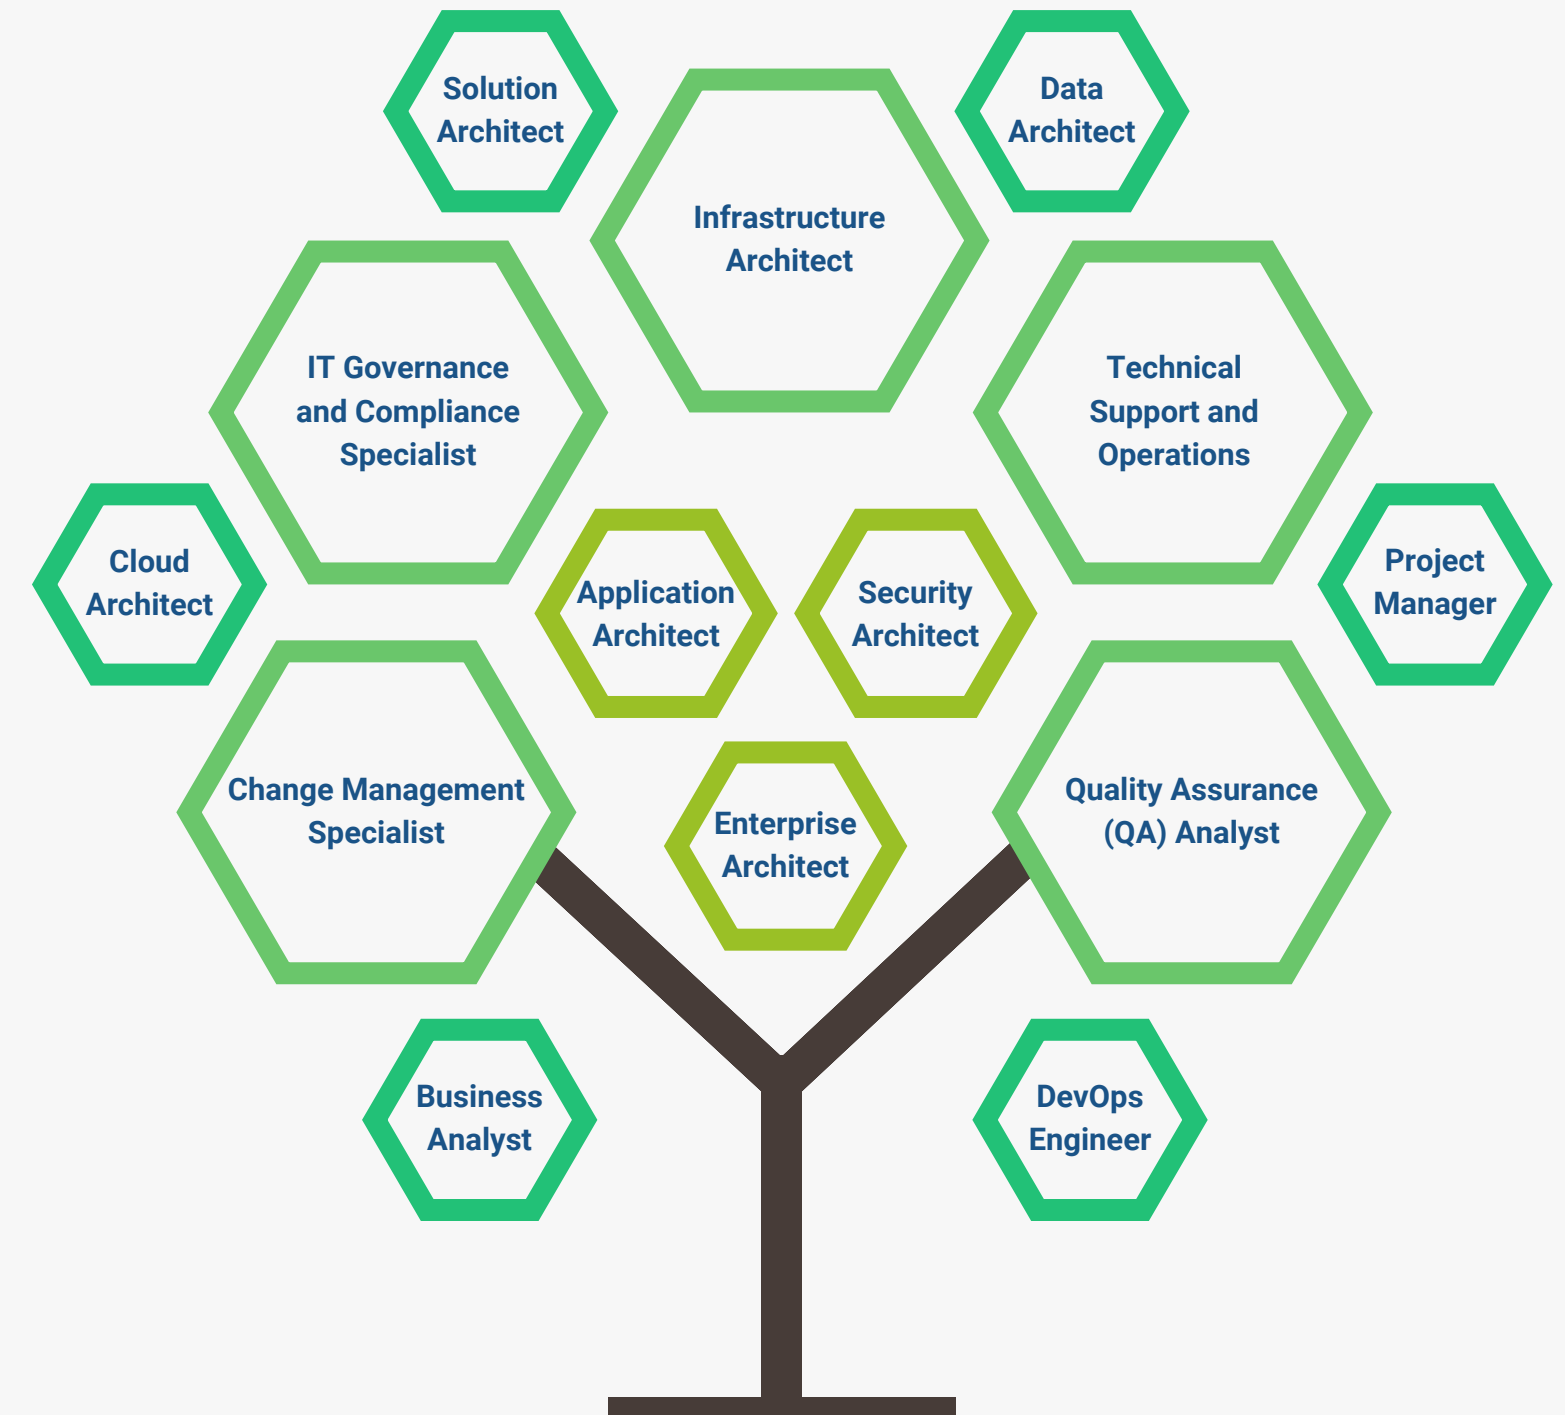 Solution
Architect
Data
Architect
Infrastructure
Architect
IT Governance
and Compliance
Specialist
Technical
Support and
Operations
Cloud
Architect
Application
Architect
Security
Architect
Project
Manager
Change Management
Specialist
Enterprise
Architect
Quality Assurance
(QA) Analyst
Business
Analyst
DevOps
Engineer